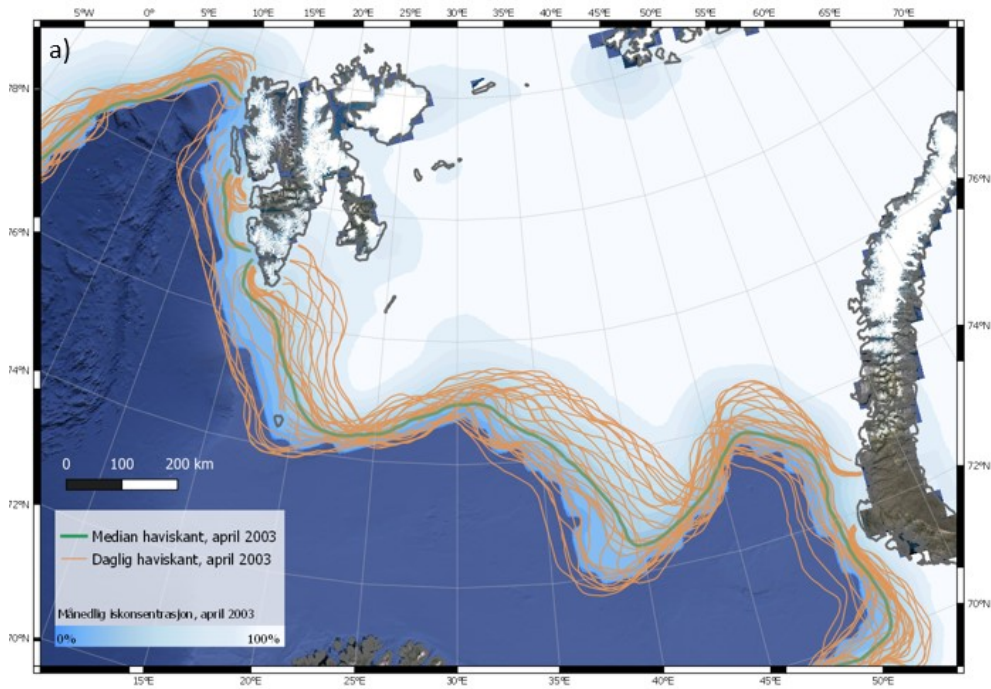 5°W 0° 5°E 10°E 15°E 20°E 25°E 30°E 35°E 40°E 45°E 50°E 55°E 60°E 65°E 70°E
a)
78°N
76°N
76°N
74°N
74°N
72°N
0 100 200 km
72°N
70°N
Median haviskant, april 2003
Daglig haviskant, april 2003
Månedlig iskonsentrasjon, april 2003
0% 100%
70°N
15°E 20°E 25°E 30°E 35°E 40°E 45°E 50°E